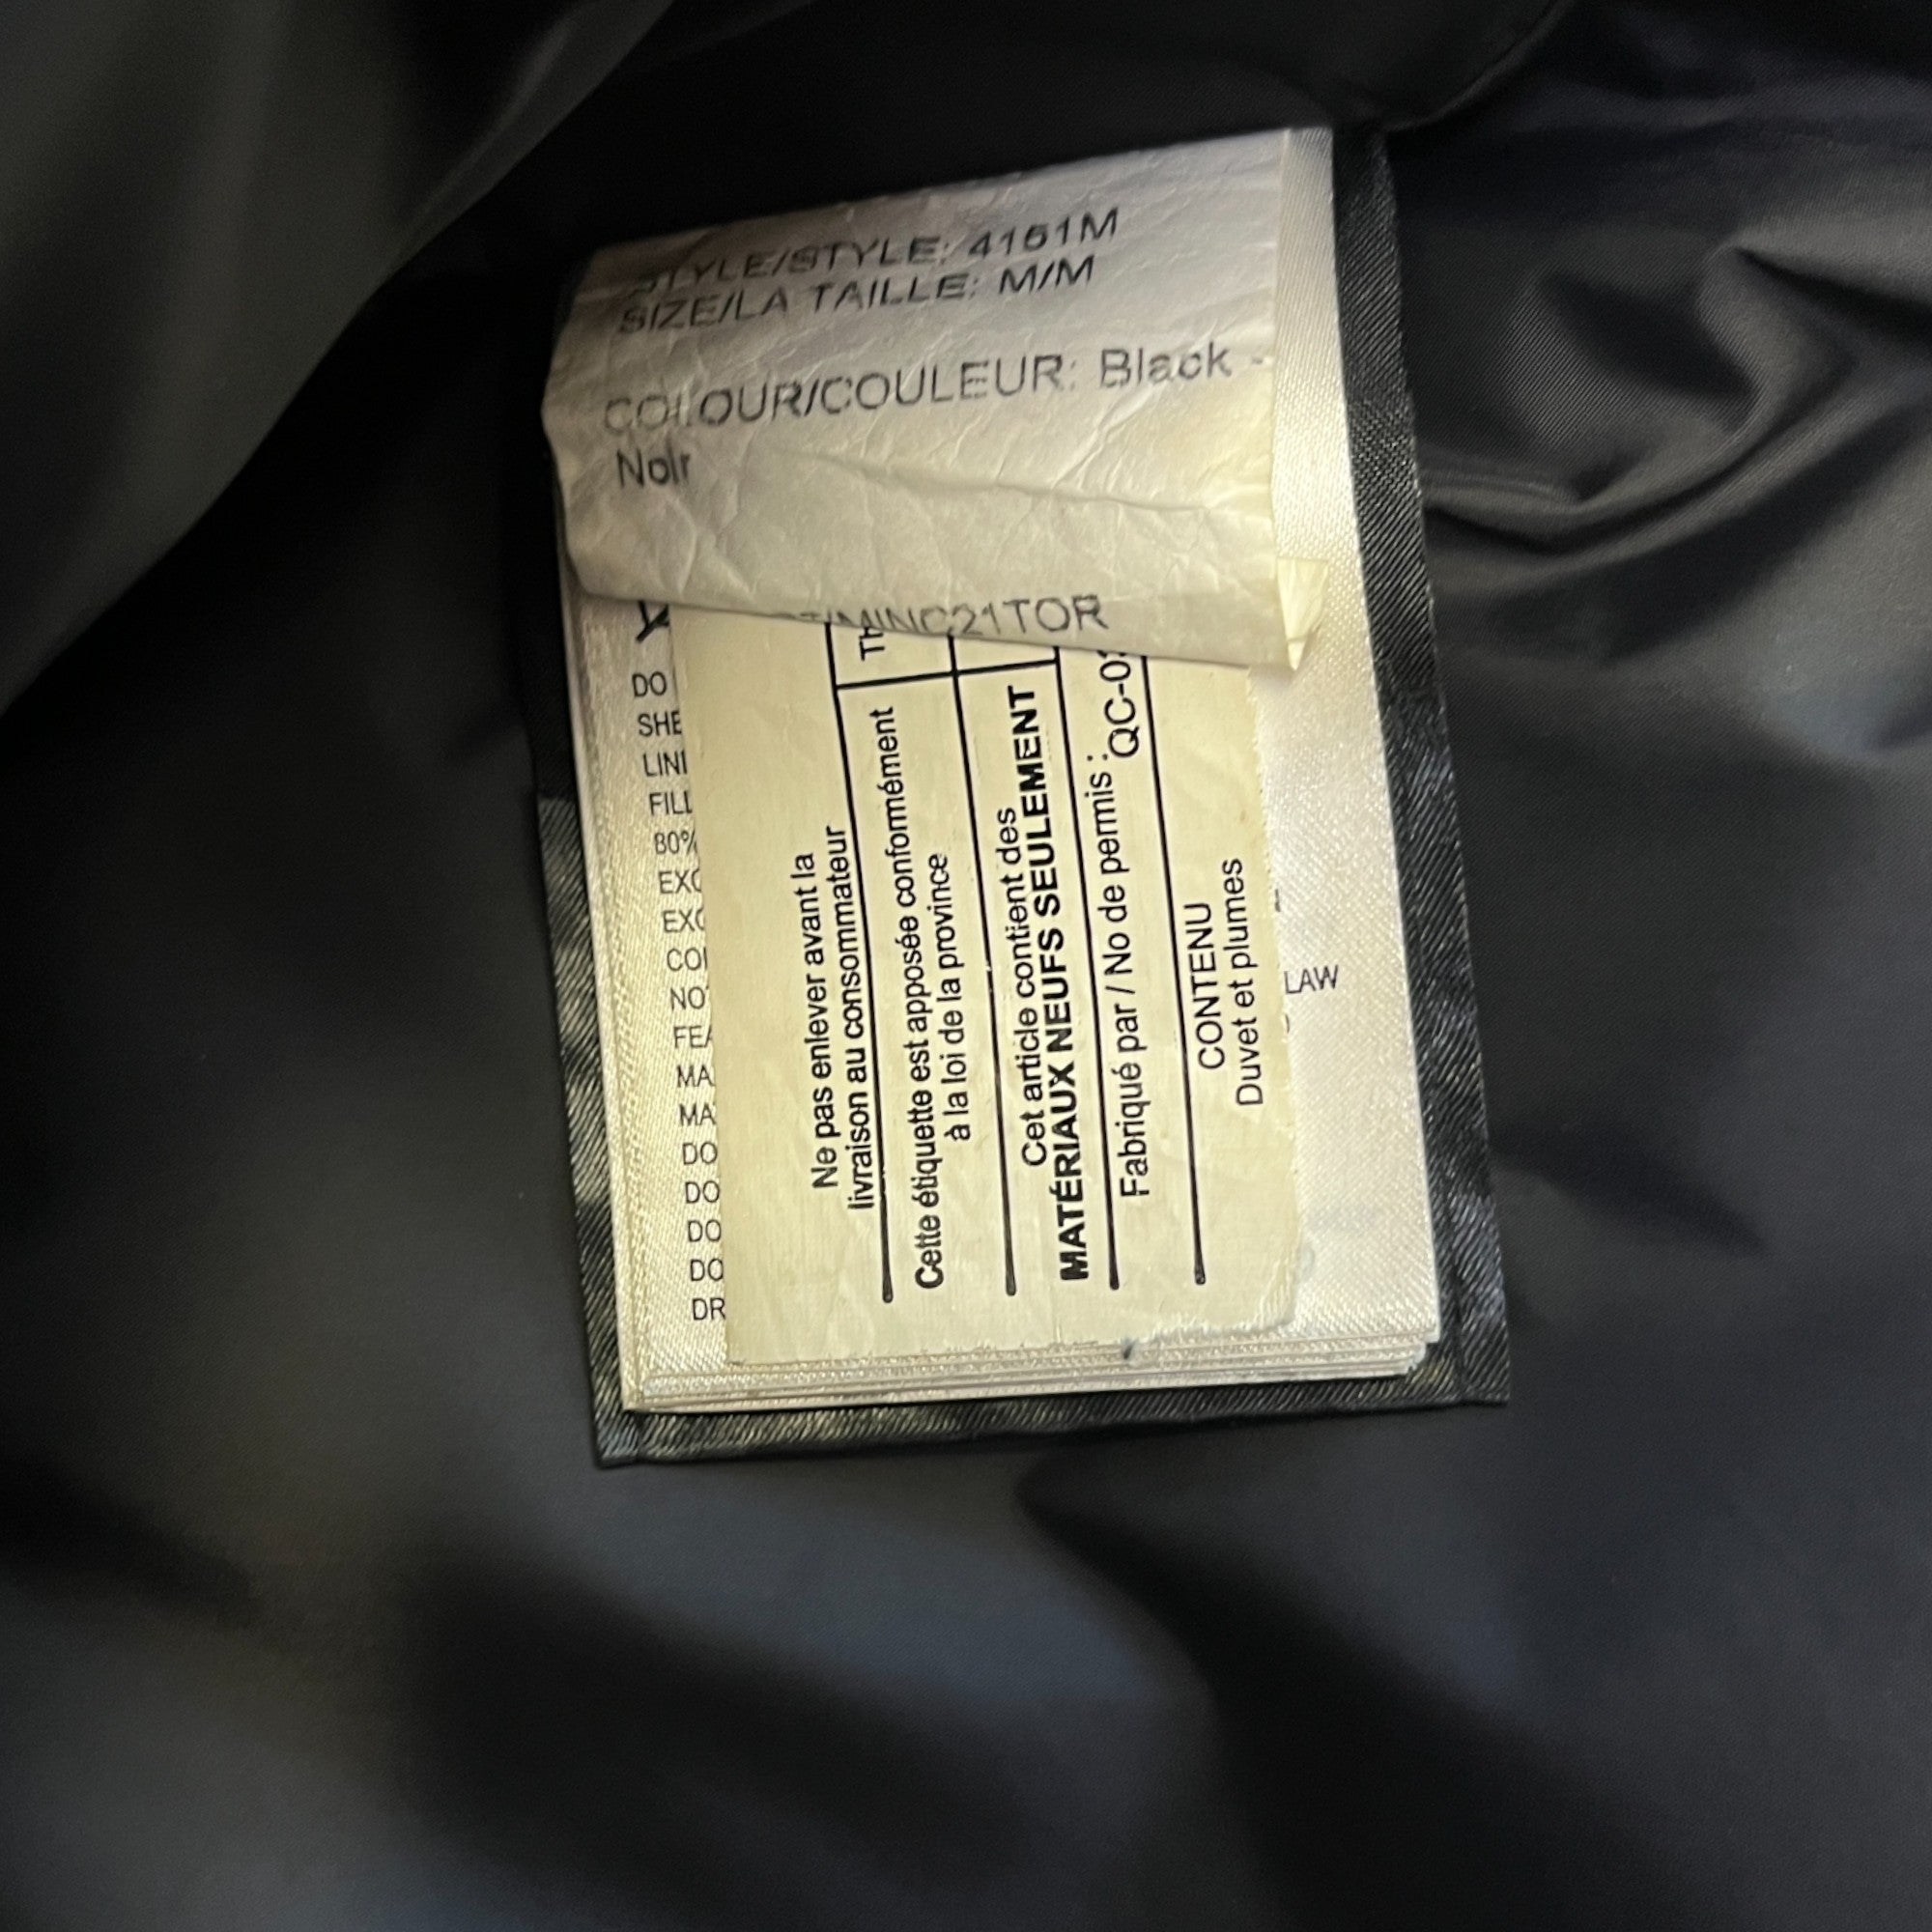 STYLE/STYLE: 4151M
SIZE/LA TAILLE: M/M
COLOUR/COULEUR: Black -
Noir
MINC21TOR
DO
SHE
LINI
FILL
80%
EXC
EXC
COI
NO
FEA
MA
MA
DO
DO
DO
DO
DR
Ne pas enlever avant la
livraison au consommateur
Th
Cette étiquette est apposée conformément
à la loi de la province
Cet article contient des
MATÉRIAUX NEUFS SEULEMENT
Fabriqué par / No de permis :
QC-0
CONTENU
Duvet et plumes
LAW